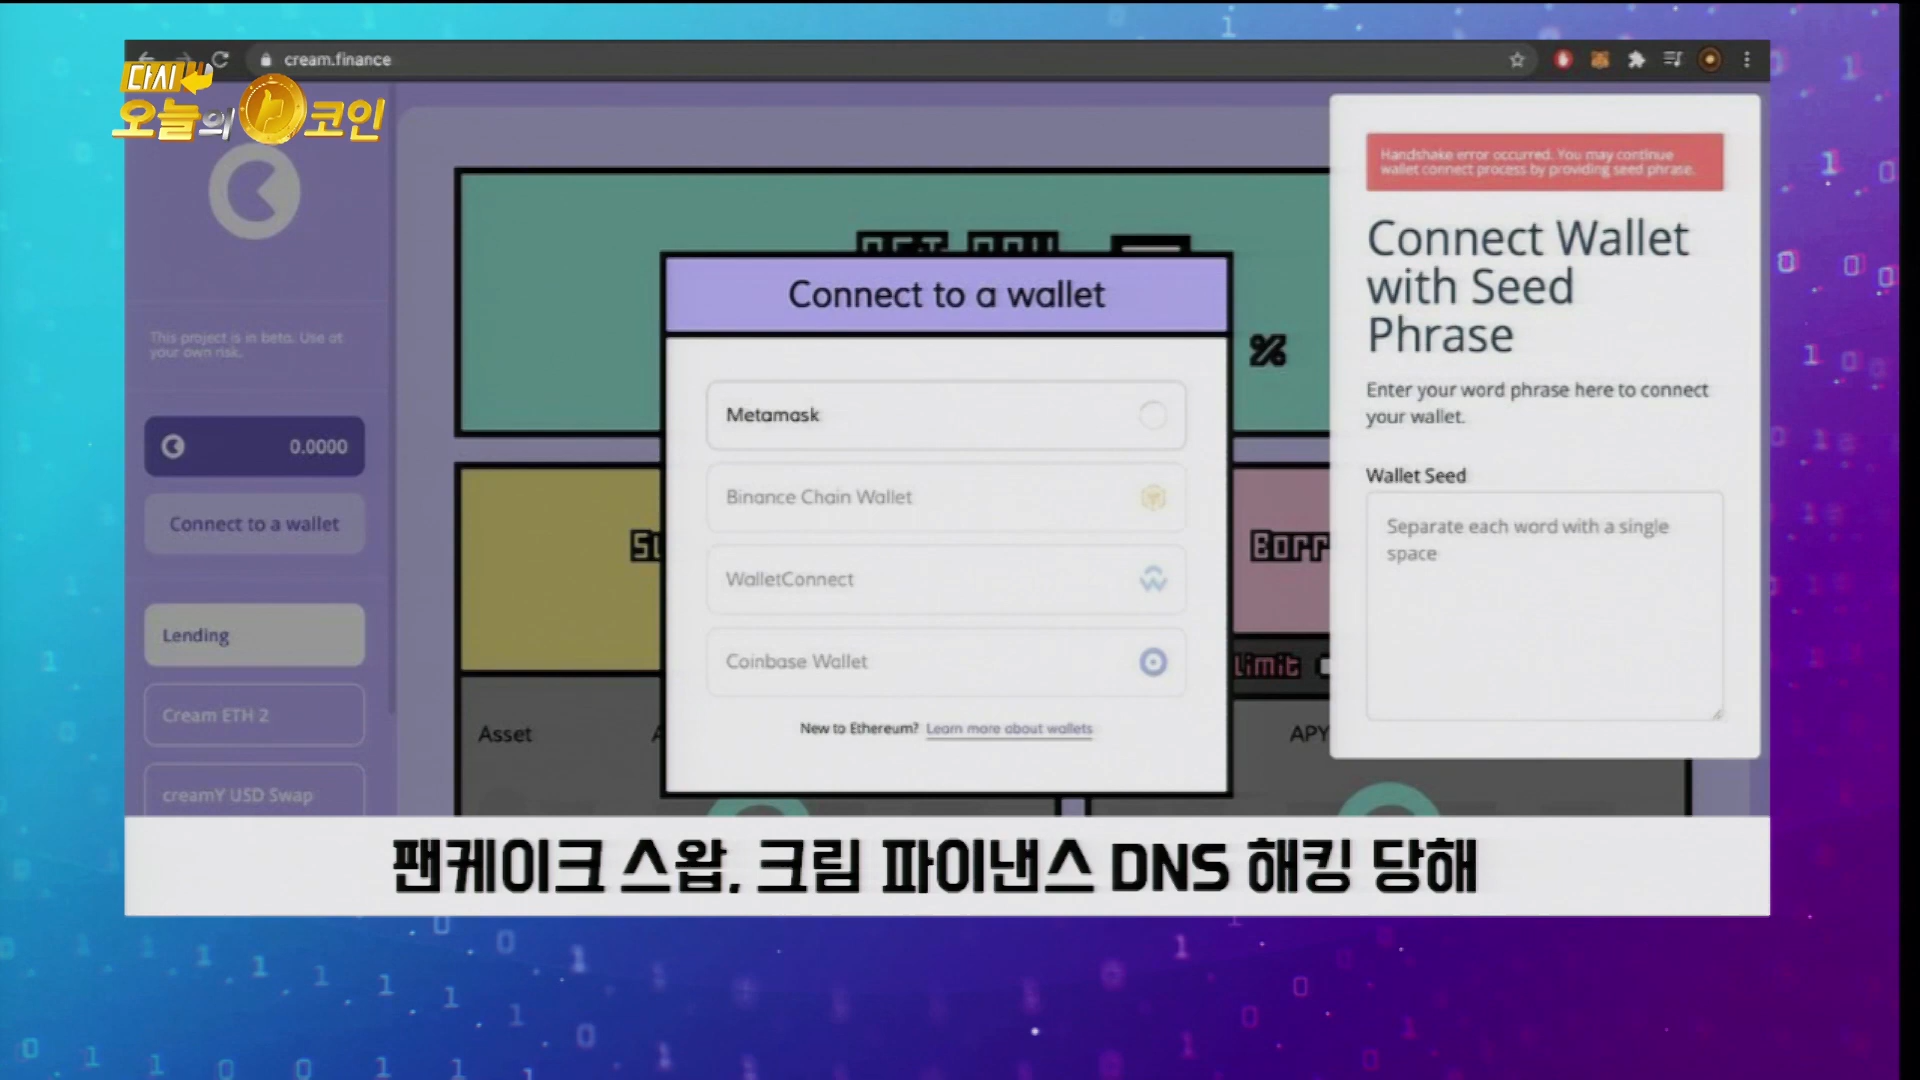 cream.finance
다시
오늘의 코인
This project is in beta. Use at
your own risk.
0.0000
Connect to a wallet
Lending
Cream ETH 2
creamY USD Swap
%
Borr
limit
Asset
APY
Connect to a wallet
Metamask
Binance Chain Wallet
WalletConnect
Coinbase Wallet
New to Ethereum? Learn more about wallets
Handshake error occurred. You may continue
wallet connect process by providing seed phrase.
Connect Wallet
with Seed
Phrase
Enter your word phrase here to connect
your wallet.
Wallet Seed
Separate each word with a single
space
팬케이크 스왑, 크림 파이낸스 DNS 해킹 당해